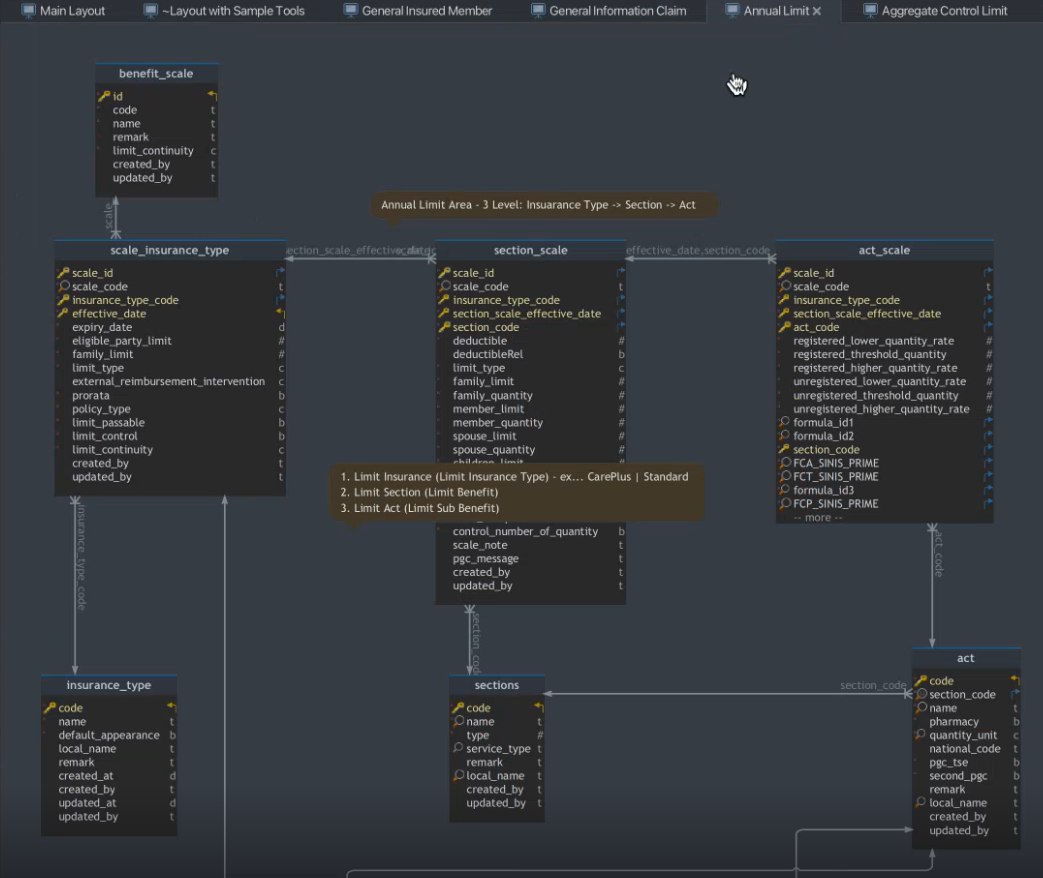 Main Layout
~Layout with Sample Tools
General Insured Member
General Information Claim
Annual Limit
Aggregate Control Limit
benefit_scale
id
code t
name t
remark t
limit_continuity c
created_by t
updated_by t
scale
Annual Limit Area - 3 Level: Insuarance Type -> Section -> Act
scale_insurance_type
scale_id
scale_code t
insurance_type_code
effective_date
expiry_date d
eligible_party_limit #
family_limit #
limit_type c
external_reimbursement_intervention c
prorata b
policy_type c
limit_passable b
limit_control b
limit_continuity c
created_by t
updated_by t
section_scale
scale_id
scale_code t
insurance_type_code
section_scale_effective_date
section_code
deductible #
deductibleRel b
limit_type c
family_limit #
family_quantity #
member_limit #
member_quantity #
spouse_limit #
spouse_quantity #
control_number_of_quantity b
scale_note t
pgc_message t
created_by t
updated_by t
1. Limit Insurance (Limit Insurance Type) - ex... CarePlus | Standard
2. Limit Section (Limit Benefit)
3. Limit Act (Limit Sub Benefit)
effective_date,section_code
act_scale
scale_id
scale_code t
insurance_type_code
section_scale_effective_date
act_code
registered_lower_quantity_rate #
registered_threshold_quantity #
registered_higher_quantity_rate #
unregistered_lower_quantity_rate #
unregistered_threshold_quantity #
unregistered_higher_quantity_rate #
formula_id1
formula_id2
section_code
FCA_SINIS_PRIME
FCT_SINIS_PRIME
formula_id3
FCP_SINIS_PRIME
-- more --
insurance_type_code
section_code
act_code
insurance_type
code
name t
default_appearance b
local_name t
remark t
created_at d
created_by t
updated_at d
updated_by t
sections
code
name t
type #
service_type t
remark t
local_name t
created_by t
updated_by t
section_code
act
code
section_code
name t
pharmacy b
quantity_unit c
national_code t
pgc_tse b
second_pgc b
remark t
local_name t
created_by t
updated_by t